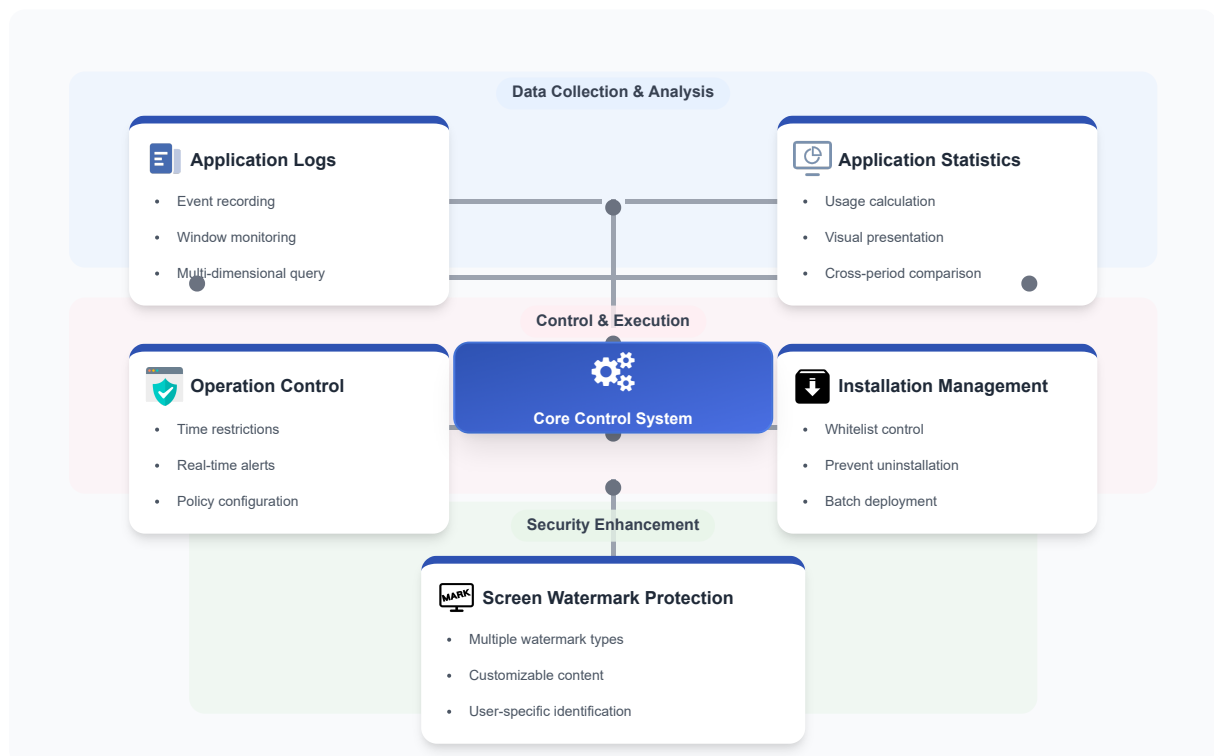 Data Collection & Analysis
Application Logs
Event recording
Window monitoring
Multi-dimensional query
Application Statistics
Usage calculation
Visual presentation
Cross-period comparison
Control & Execution
Operation Control
Time restrictions
Real-time alerts
Policy configuration
Core Control System
Installation Management
Whitelist control
Prevent uninstallation
Batch deployment
Security Enhancement
MARK
Screen Watermark Protection
Multiple watermark types
Customizable content
User-specific identification